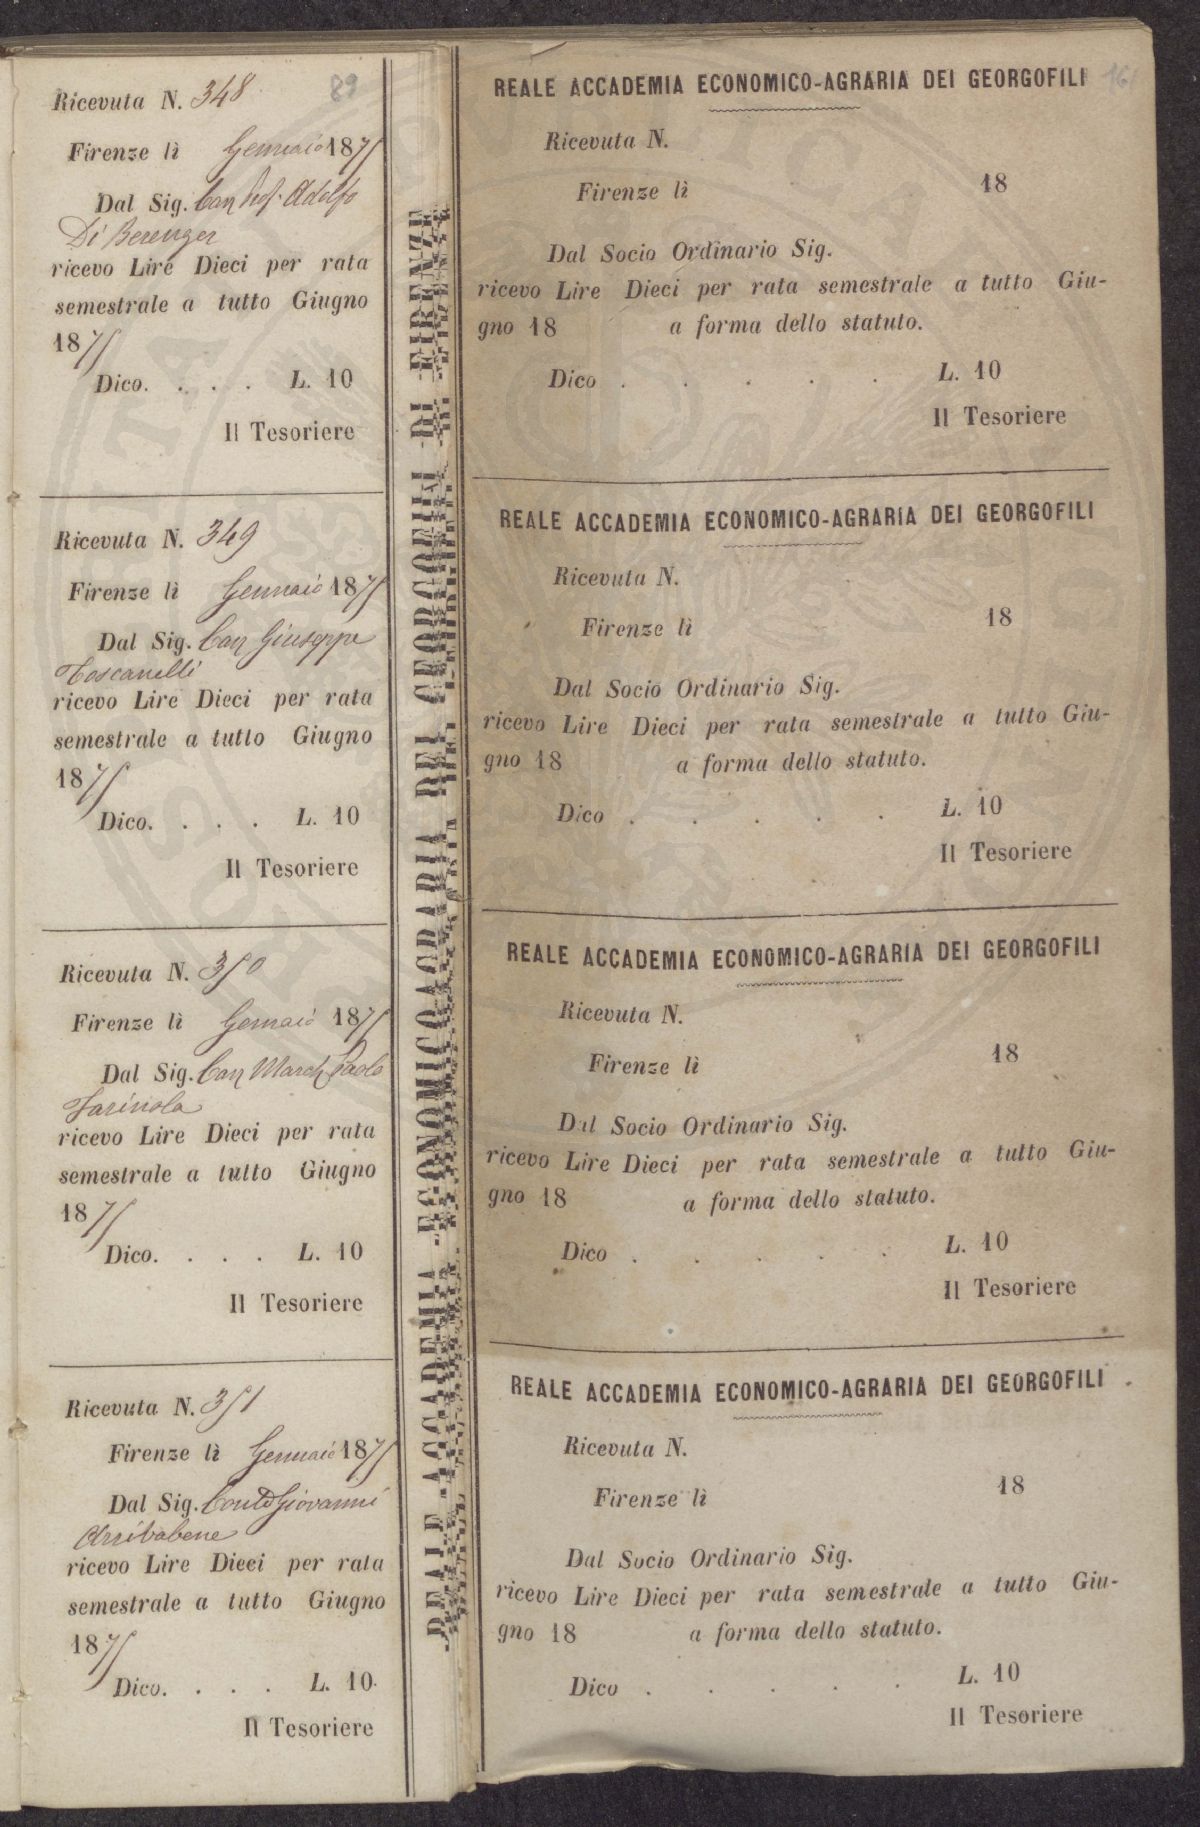 Ricevuta N. 348
89
Firenze lì Gennaio 1875
Dal Sig. Cav Prof. Adolfo
Di Berenger
ricevo Lire Dieci per rata
semestrale a tutto Giugno
1875
Dico. . . . L. 10
Il Tesoriere
Ricevuta N. 349
Firenze lì Gennaio 1875
Dal Sig. Cav Giuseppe
Toscanelli
ricevo Lire Dieci per rata
semestrale a tutto Giugno
1875
Dico. . . . L. 10
Il Tesoriere
Ricevuta N. 350
Firenze lì Gennaio 1875
Dal Sig. Cav March Paolo
Farinola
ricevo Lire Dieci per rata
semestrale a tutto Giugno
1875
Dico. . . . L. 10
Il Tesoriere
Ricevuta N. 351
Firenze lì Gennaio 1875
Dal Sig. Conte Giovanni
Arrivabene
ricevo Lire Dieci per rata
semestrale a tutto Giugno
1875
Dico. . . . L. 10.
Il Tesoriere
REALE ACCADEMIA ECONOMICO AGRARIA DEI GEORGOFILI DI FIRENZE
REALE ACCADEMIA ECONOMICO-AGRARIA DEI GEORGOFILI
Ricevuta N.
Firenze lì 18
Dal Socio Ordinario Sig.
ricevo Lire Dieci per rata semestrale a tutto Giu-
gno 18 a forma dello statuto.
Dico . . . . . L. 10
Il Tesoriere
REALE ACCADEMIA ECONOMICO-AGRARIA DEI GEORGOFILI
Ricevuta N.
Firenze lì 18
Dal Socio Ordinario Sig.
ricevo Lire Dieci per rata semestrale a tutto Giu-
gno 18 a forma dello statuto.
Dico . . . . . L. 10
Il Tesoriere
REALE ACCADEMIA ECONOMICO-AGRARIA DEI GEORGOFILI
Ricevuta N.
Firenze lì 18
Dal Socio Ordinario Sig.
ricevo Lire Dieci per rata semestrale a tutto Giu-
gno 18 a forma dello statuto.
Dico . . . . . L. 10
Il Tesoriere
REALE ACCADEMIA ECONOMICO-AGRARIA DEI GEORGOFILI
Ricevuta N.
Firenze lì 18
Dal Socio Ordinario Sig.
ricevo Lire Dieci per rata semestrale a tutto Giu-
gno 18 a forma dello statuto.
Dico . . . . . L. 10
Il Tesoriere